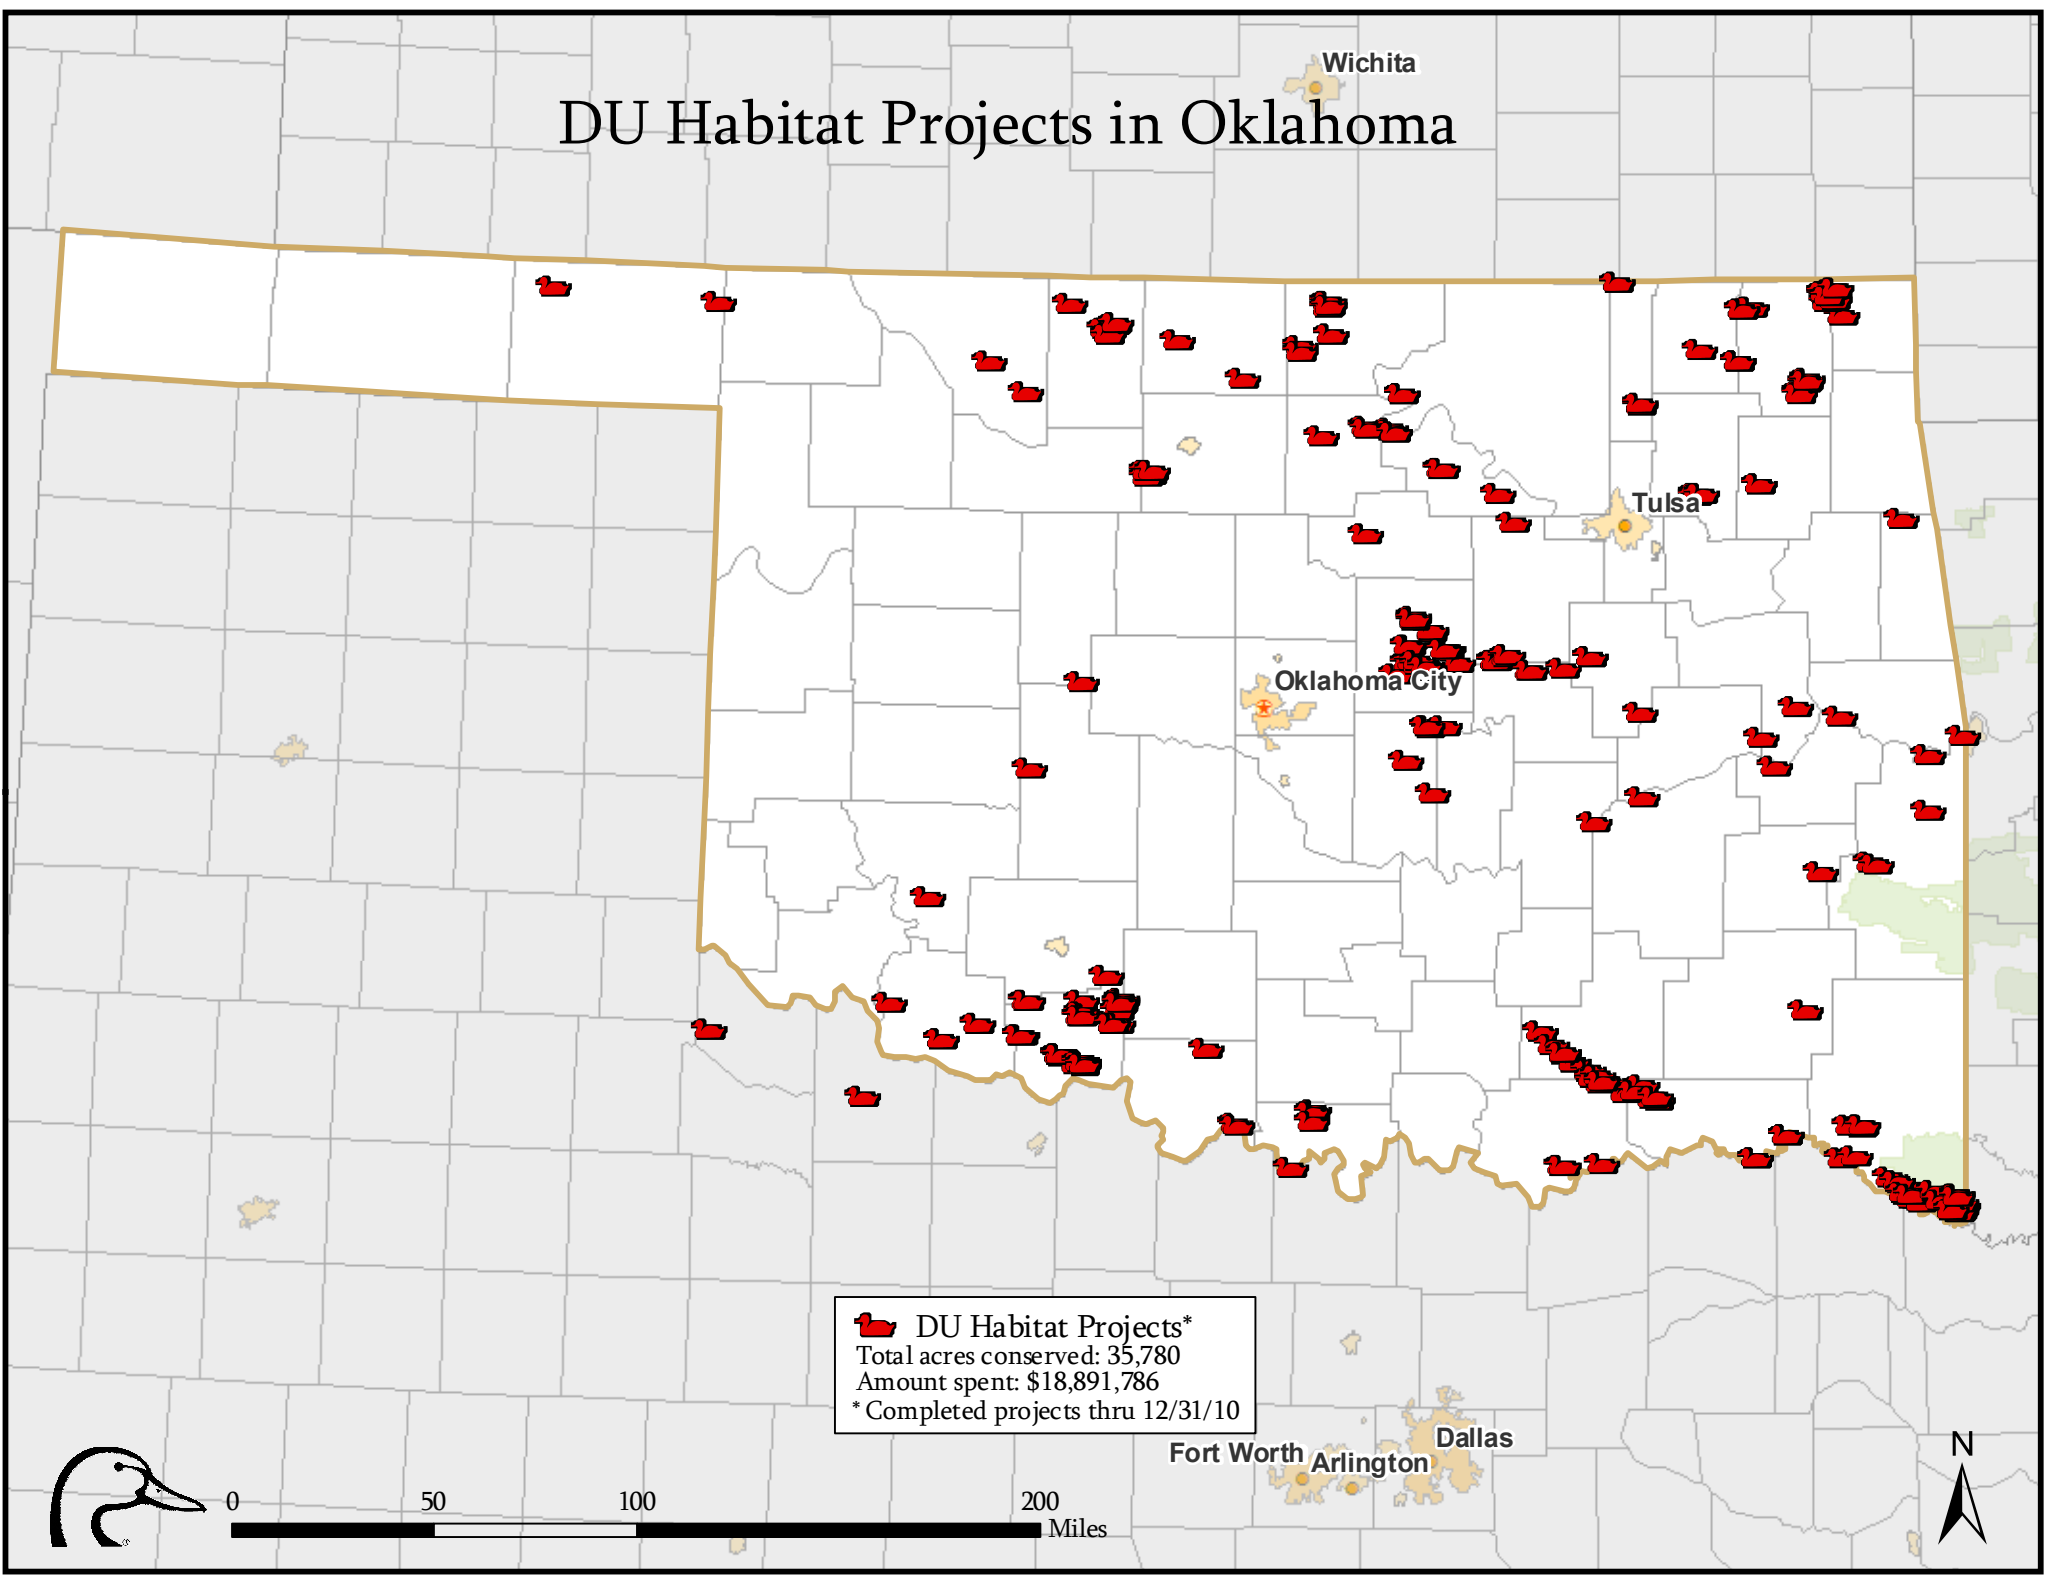 Wichita
DU Habitat Projects in Oklahoma
Tulsa
Oklahoma City
DU Habitat Projects*
Total acres conserved: 35,780
Amount spent: $18,891,786
* Completed projects thru 12/31/10
Fort Worth
Arlington
Dallas
N
0 50 100 200
Miles